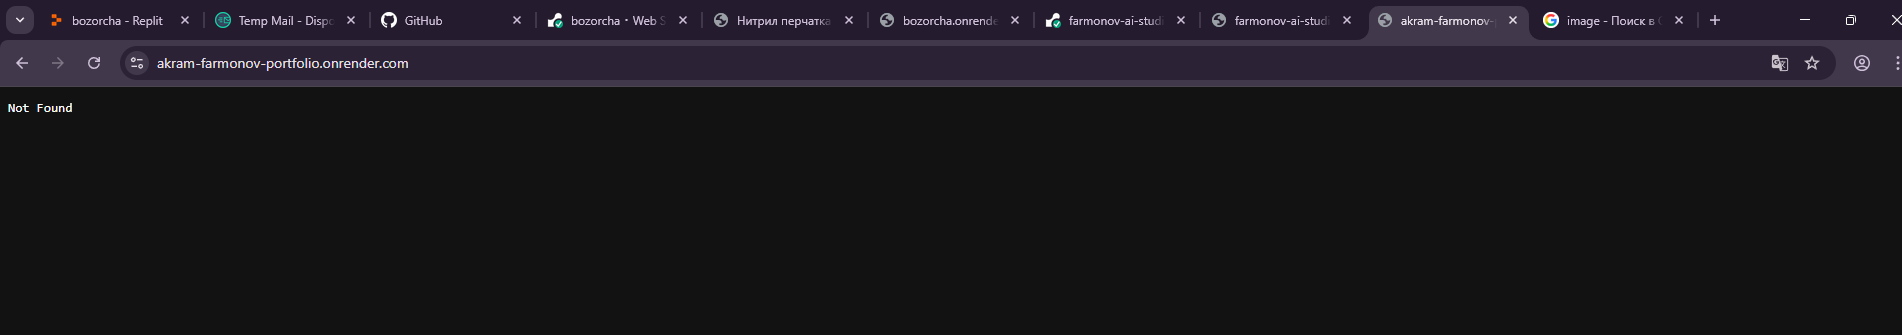 bozorcha - Replit
Temp Mail - Dispo
GitHub
bozorcha · Web S
Нитрил перчатка
bozorcha.onrende
farmonov-ai-studi
farmonov-ai-studi
akram-farmonov-
image - Поиск в
akram-farmonov-portfolio.onrender.com
Not Found